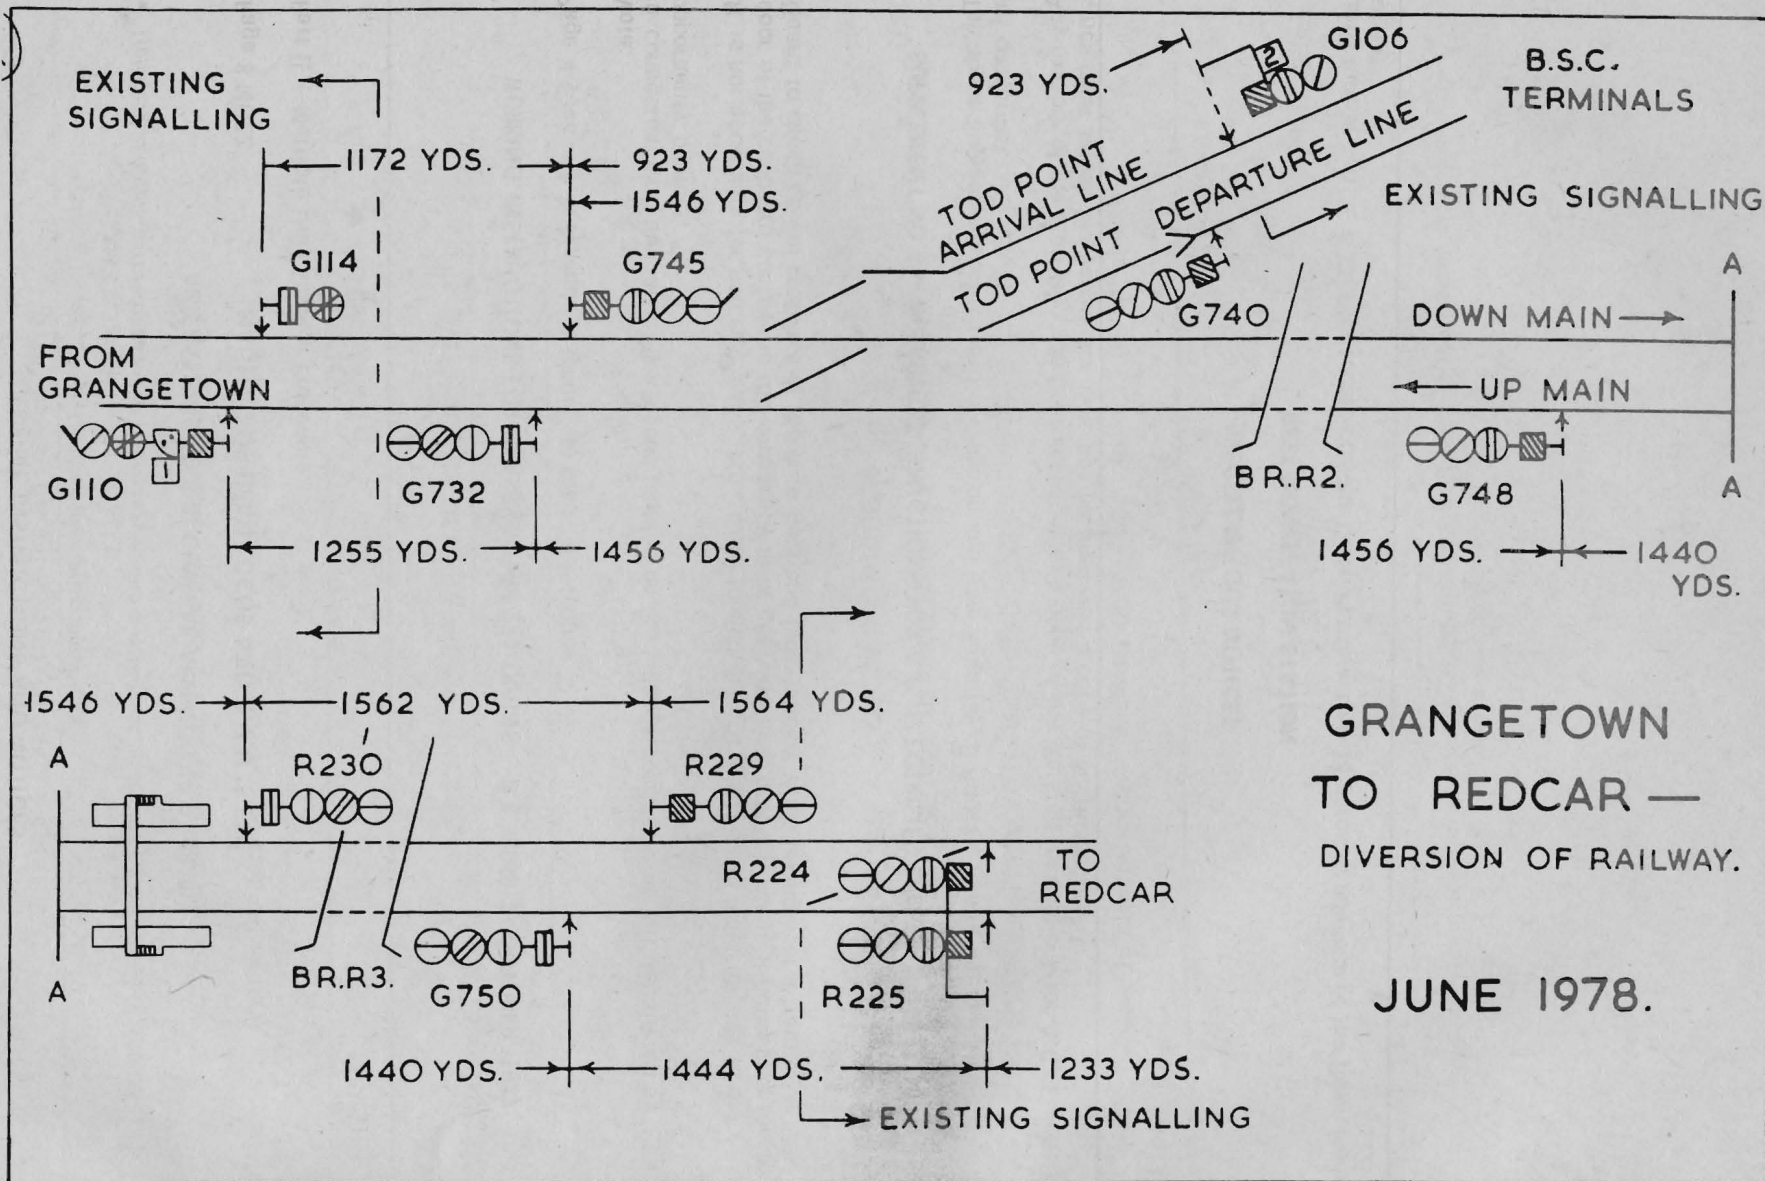 EXISTING
SIGNALLING
1172 YDS.
923 YDS.
1546 YDS.
G114
G745
923 YDS.
2
G106
B.S.C.
TERMINALS
TOD POINT
ARRIVAL LINE
TOD POINT DEPARTURE LINE
EXISTING SIGNALLING
G740
A
DOWN MAIN
UP MAIN
FROM
GRANGETOWN
1
G110
G732
BR.R2.
G748
A
1255 YDS.
1456 YDS.
1456 YDS.
1440
YDS.
1546 YDS.
1562 YDS.
1564 YDS.
A
R230
R229
R224
TO
REDCAR
A
BR.R3.
G750
R225
1440 YDS.
1444 YDS.
1233 YDS.
EXISTING SIGNALLING
GRANGETOWN
TO REDCAR —
DIVERSION OF RAILWAY.
JUNE 1978.